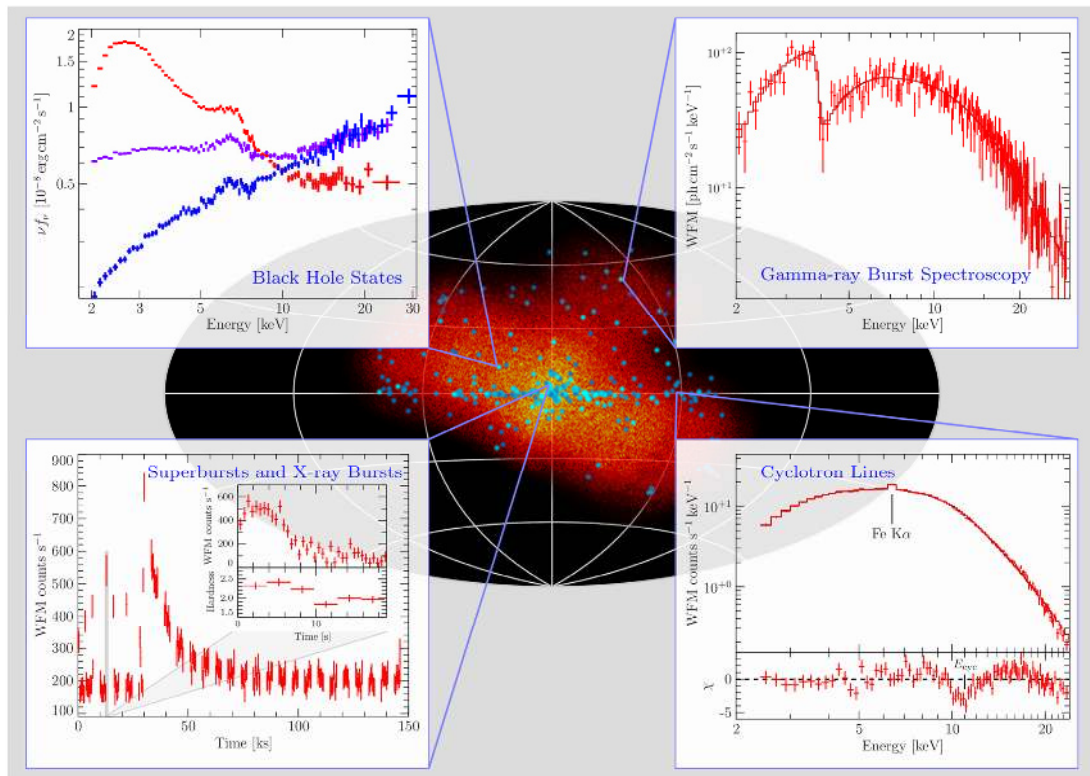 2
1.5
1
0.5
νf_ν [10⁻⁸ erg cm⁻² s⁻¹]
Black Hole States
2 3 5 10 20 30
Energy [keV]
10⁺²
10⁺¹
WFM [ph cm⁻² s⁻¹ keV⁻¹]
Gamma-ray Burst Spectroscopy
2 5 10 20
Energy [keV]
Superbursts and X-ray Bursts
900
800
700
600
500
400
300
200
100
WFM counts s⁻¹
0 50 100 150
Time [ks]
600
400
200
0
WFM counts s⁻¹
2.5
2.0
1.5
Hardness
0 10
Time [s]
Cyclotron Lines
10⁺¹
10⁺⁰
WFM counts s⁻¹ keV⁻¹
Fe Kα
E_cyc
0
-5
χ
2 5 10 20
Energy [keV]